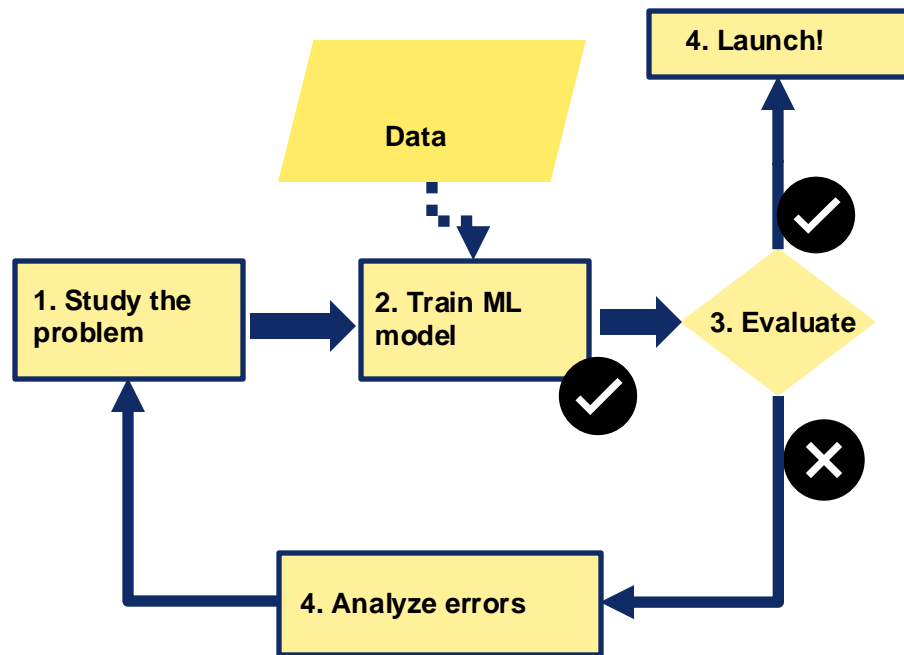 4. Launch!
Data
1. Study the
problem
2. Train ML
model
3. Evaluate
4. Analyze errors